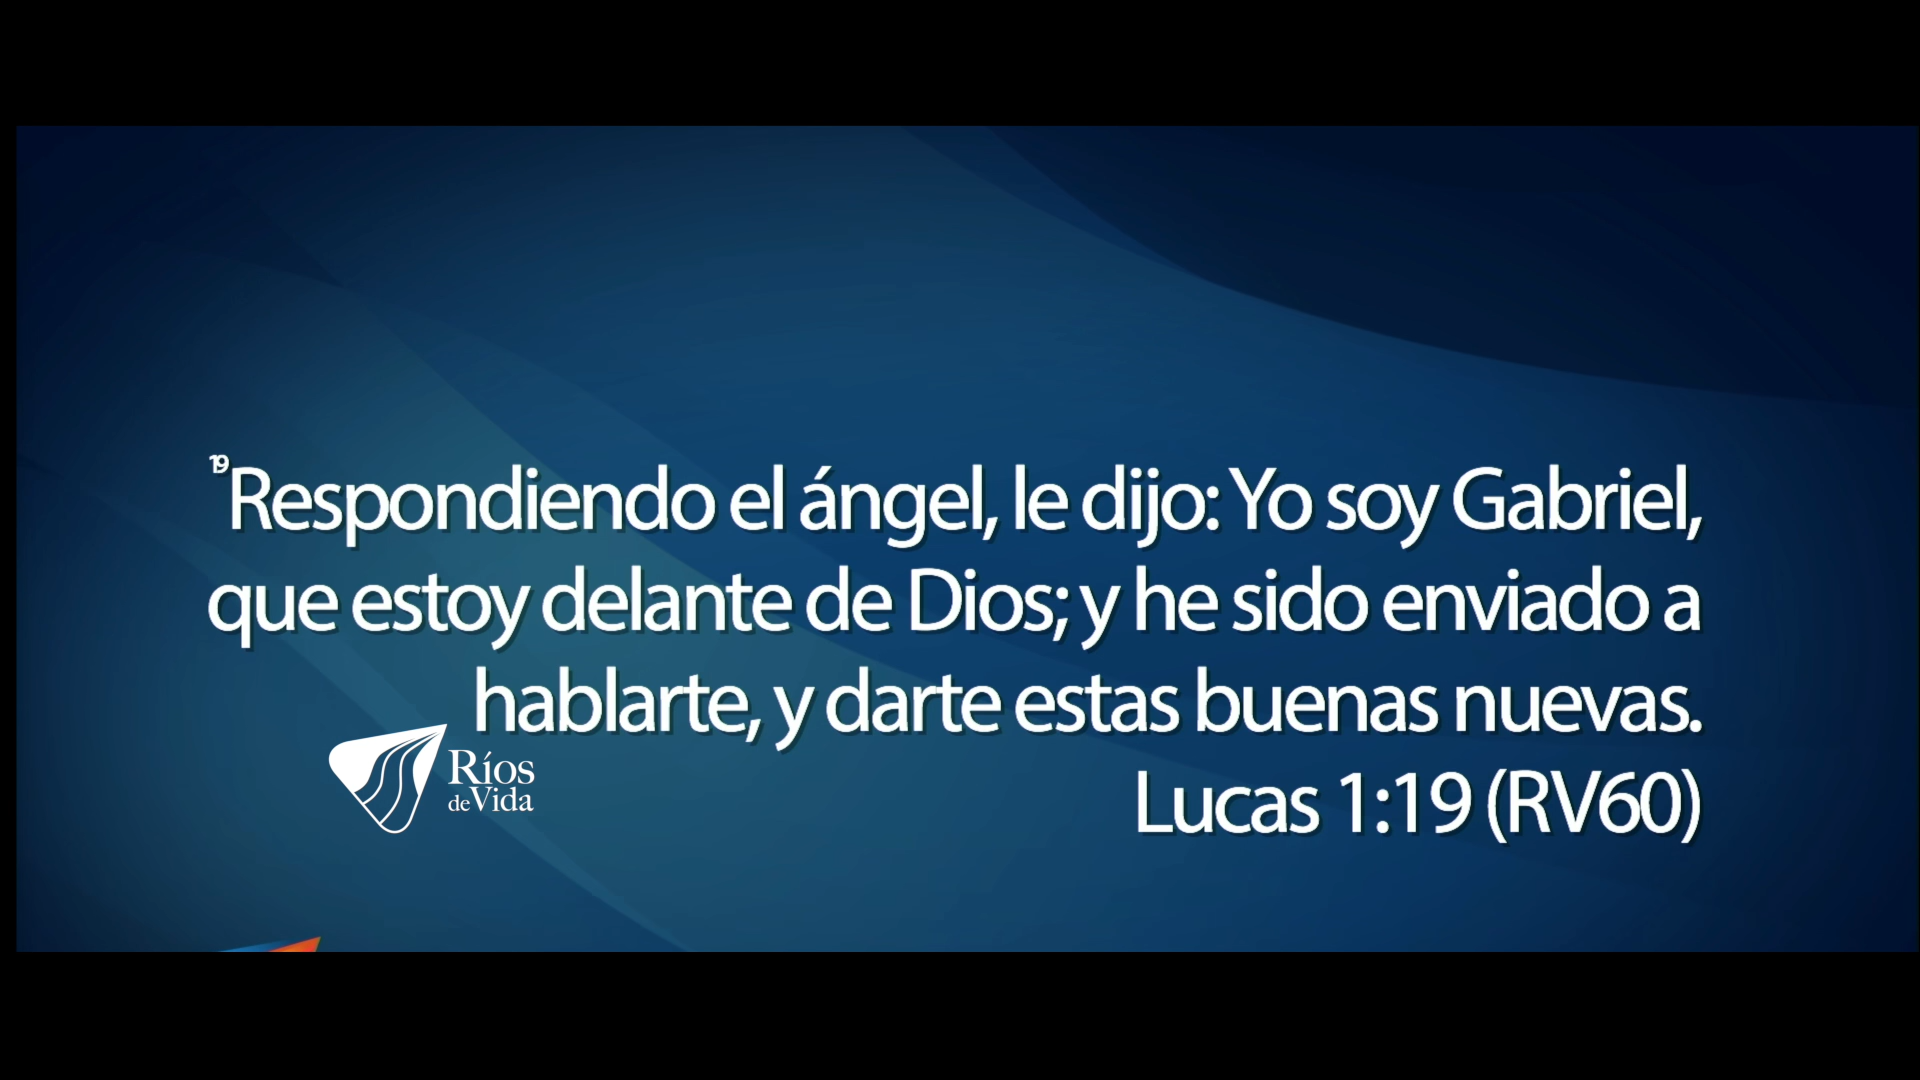 19Respondiendo el ángel, le dijo: Yo soy Gabriel,
que estoy delante de Dios; y he sido enviado a
hablarte, y darte estas buenas nuevas.
Lucas 1:19 (RV60)
Ríos
de Vida